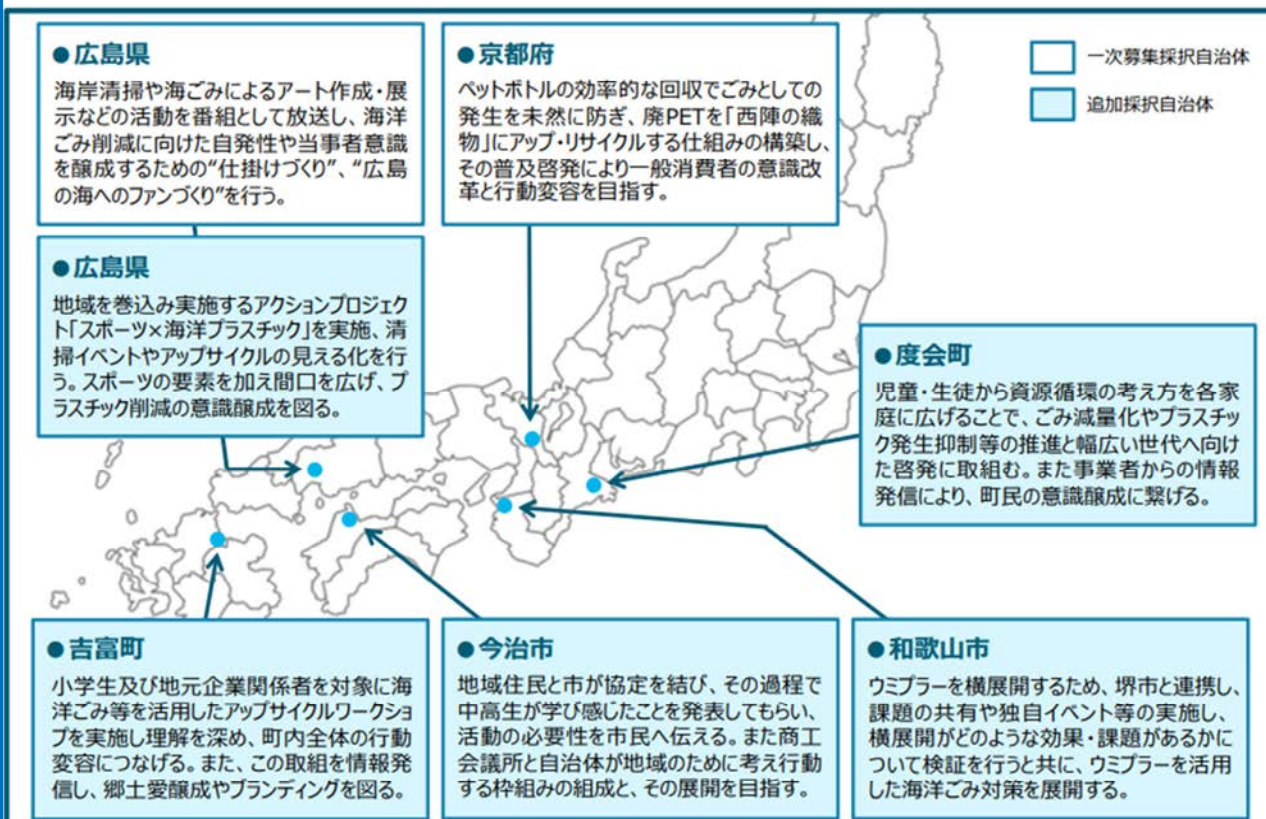 ●広島県
海岸清掃や海ごみによるアート作成・展
示などの活動を番組として放送し、海洋
ごみ削減に向けた自発性や当事者意識
を醸成するための“仕掛けづくり”、“広島
の海へのファンづくり”を行う。
●京都府
ペットボトルの効率的な回収でごみとしての
発生を未然に防ぎ、廃PETを「西陣の織
物」にアップ・リサイクルする仕組みの構築し、
その普及啓発により一般消費者の意識改
革と行動変容を目指す。
一次募集採択自治体
追加採択自治体
●広島県
地域を巻込み実施するアクションプロジェク
ト「スポーツ×海洋プラスチック」を実施、清
掃イベントやアップサイクルの見える化を行
う。スポーツの要素を加え間口を広げ、プ
ラスチック削減の意識醸成を図る。
●度会町
児童・生徒から資源循環の考え方を各家
庭に広げることで、ごみ減量化やプラスチッ
ク発生抑制等の推進と幅広い世代へ向け
た啓発に取組む。また事業者からの情報
発信により、町民の意識醸成に繋げる。
●吉富町
小学生及び地元企業関係者を対象に海
洋ごみ等を活用したアップサイクルワークショ
プを実施し理解を深め、町内全体の行動
変容につなげる。また、この取組を情報発
信し、郷土愛醸成やブランディングを図る。
●今治市
地域住民と市が協定を結び、その過程で
中高生が学び感じたことを発表してもらい、
活動の必要性を市民へ伝える。また商工
会議所と自治体が地域のために考え行動
する枠組みの組成と、その展開を目指す。
●和歌山市
ウミプラーを横展開するため、堺市と連携し、
課題の共有や独自イベント等の実施し、
横展開がどのような効果・課題があるかに
ついて検証を行うと共に、ウミプラーを活用
した海洋ごみ対策を展開する。